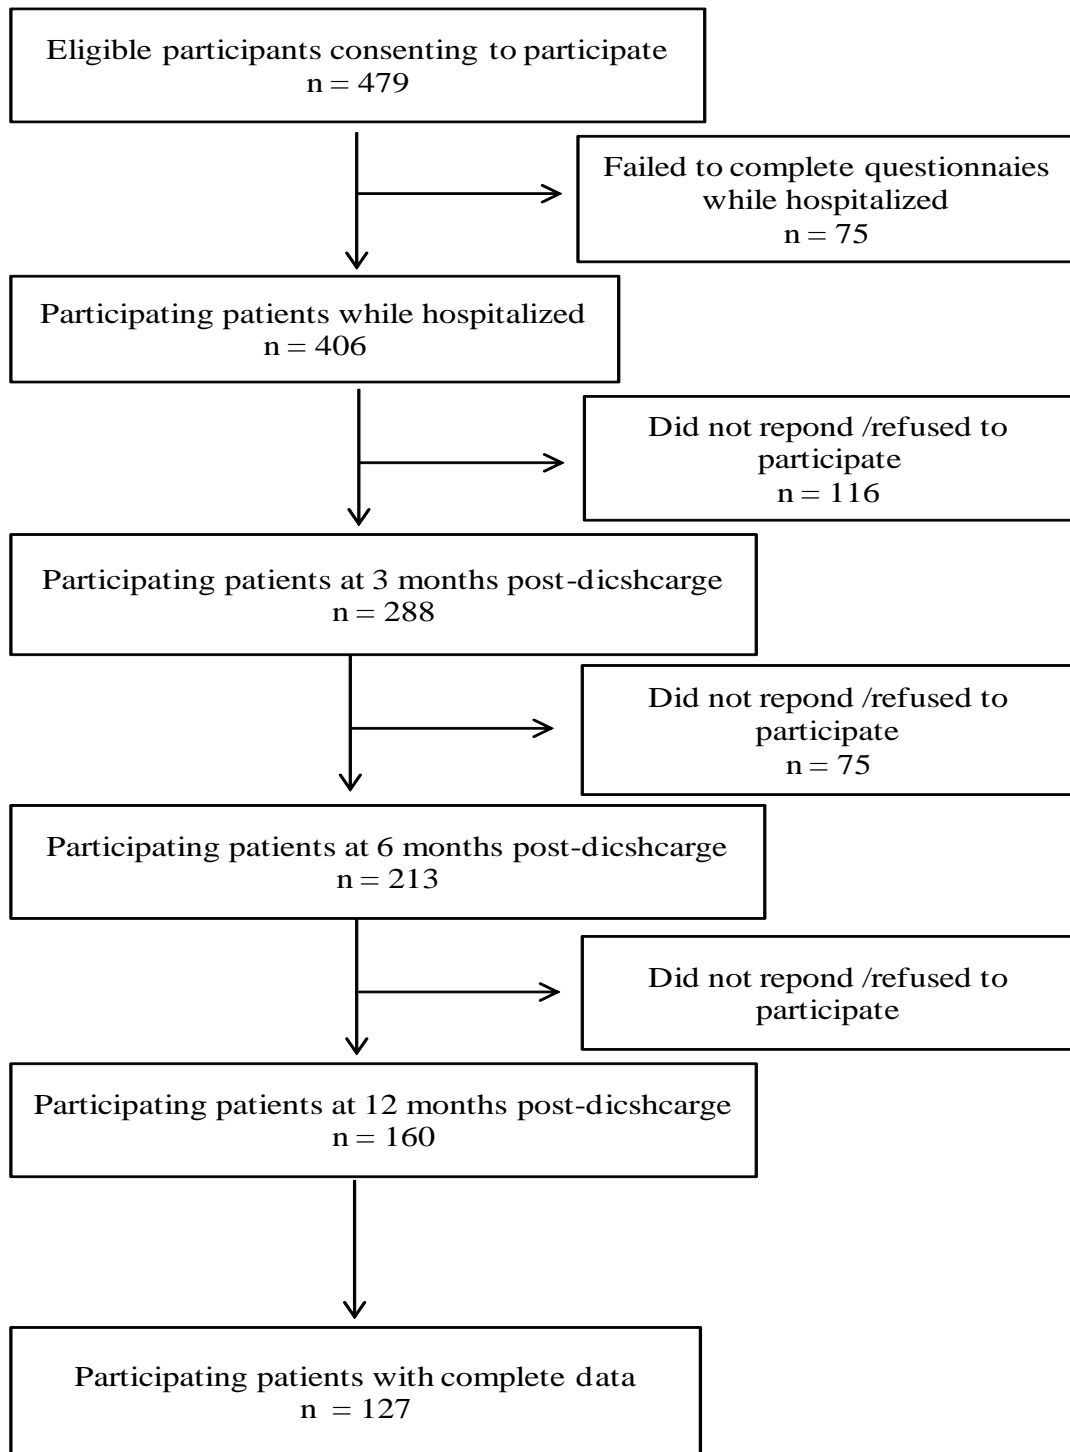 Eligible participants consenting to participate
n = 479
Failed to complete questionnaies
while hospitalized
n = 75
Participating patients while hospitalized
n = 406
Did not repond /refused to
participate
n = 116
Participating patients at 3 months post-dicshcarge
n = 288
Did not repond /refused to
participate
n = 75
Participating patients at 6 months post-dicshcarge
n = 213
Did not repond /refused to
participate
Participating patients at 12 months post-dicshcarge
n = 160
Participating patients with complete data
n = 127